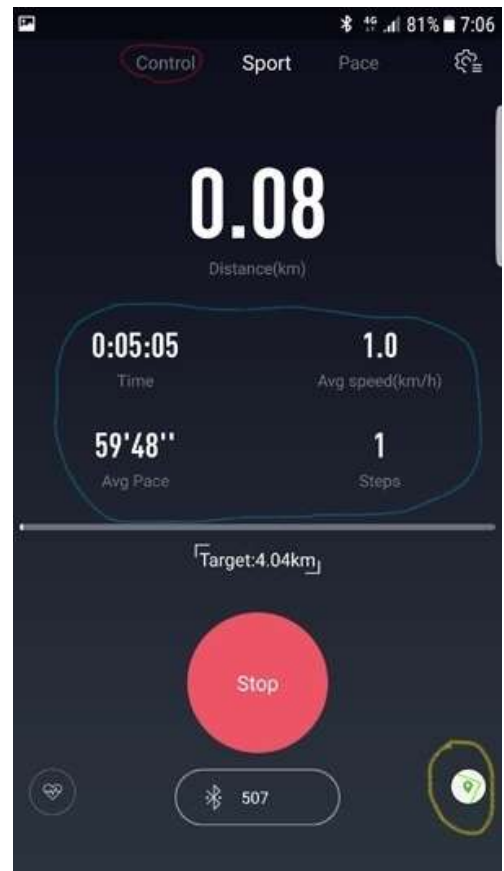 4G 81% 7:06
Control Sport Pace
0.08
Distance(km)
0:05:05 1.0
Time Avg speed(km/h)
59'48'' 1
Avg Pace Steps
Target:4.04km
Stop
507